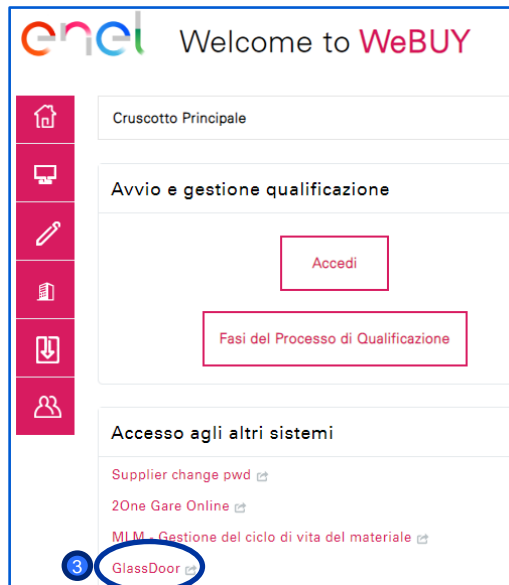 enel Welcome to WeBUY
Cruscotto Principale
Avvio e gestione qualificazione
Accedi
Fasi del Processo di Qualificazione
Accesso agli altri sistemi
Supplier change pwd
2One Gare Online
MLM - Gestione del ciclo di vita del materiale
3 GlassDoor